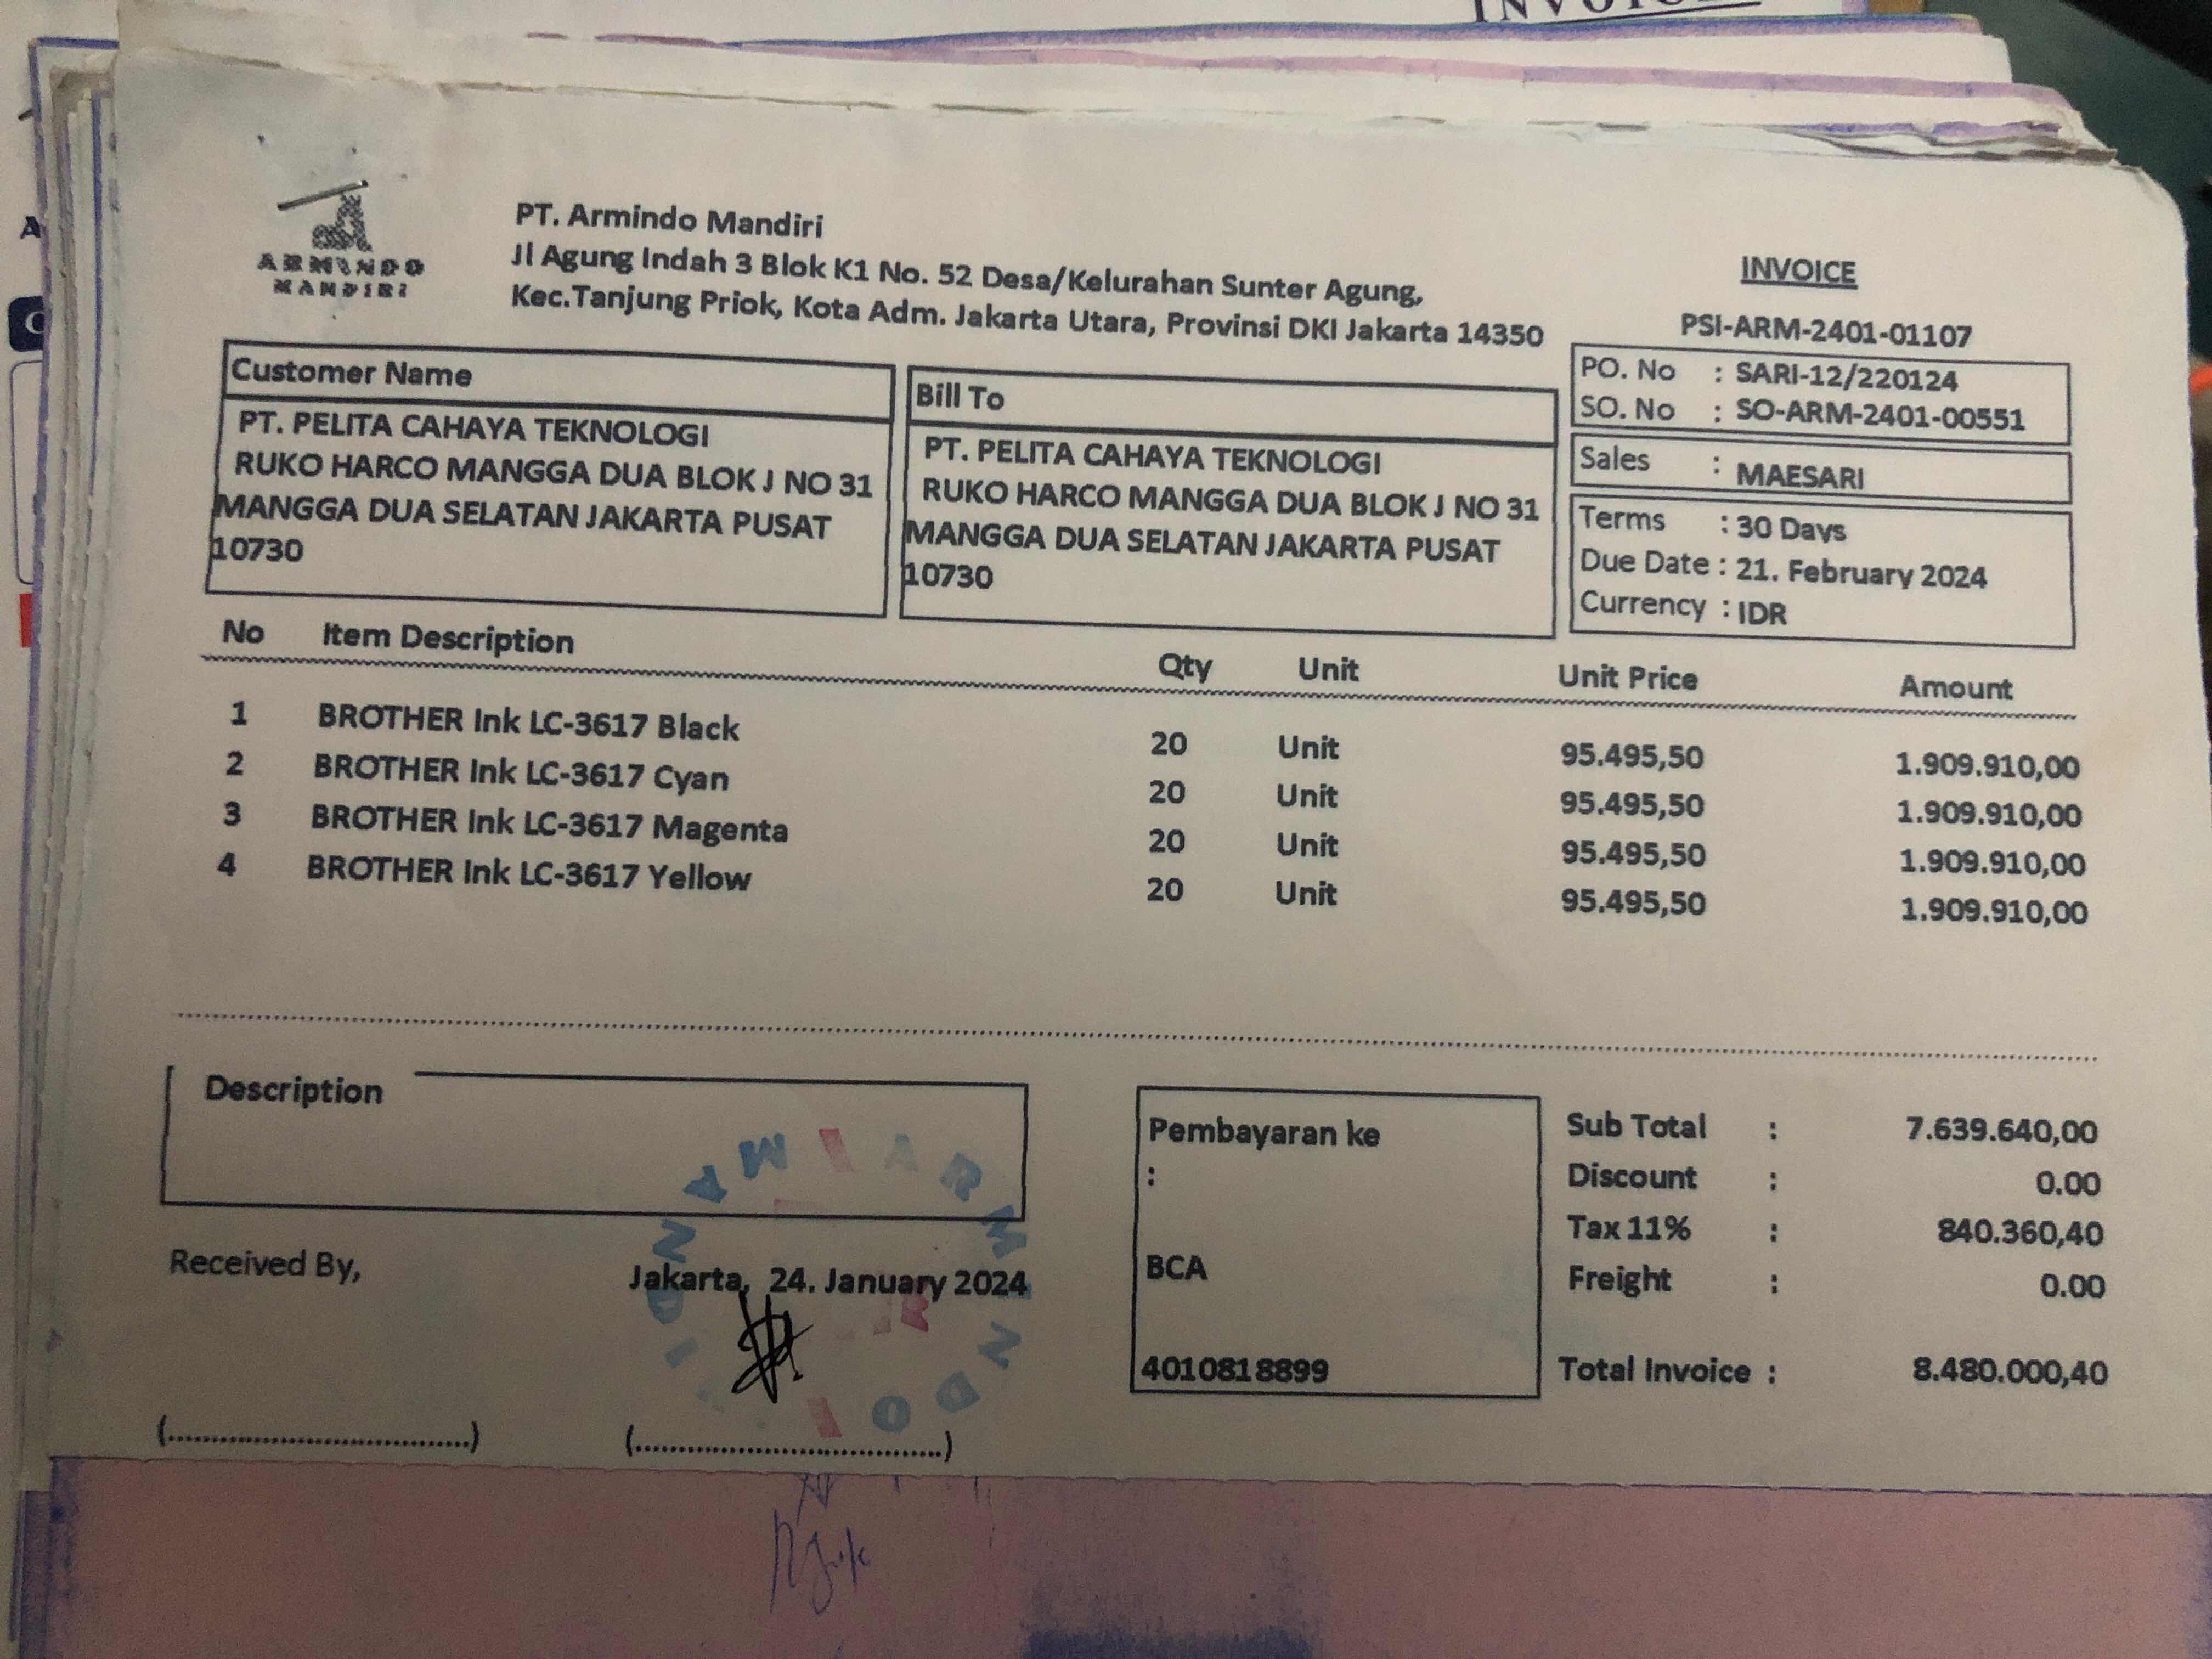 ARMINDO
MANDIRI
PT. Armindo Mandiri
Jl Agung Indah 3 Blok K1 No. 52 Desa/Kelurahan Sunter Agung,
Kec.Tanjung Priok, Kota Adm. Jakarta Utara, Provinsi DKI Jakarta 14350
INVOICE
PSI-ARM-2401-01107
PO. No : SARI-12/220124
SO. No : SO-ARM-2401-00551
Sales : MAESARI
Terms : 30 Days
Due Date : 21. February 2024
Currency : IDR
Customer Name
PT. PELITA CAHAYA TEKNOLOGI
RUKO HARCO MANGGA DUA BLOK J NO 31
MANGGA DUA SELATAN JAKARTA PUSAT
10730
Bill To
PT. PELITA CAHAYA TEKNOLOGI
RUKO HARCO MANGGA DUA BLOK J NO 31
MANGGA DUA SELATAN JAKARTA PUSAT
10730
No Item Description Qty Unit Unit Price Amount
1 BROTHER Ink LC-3617 Black 20 Unit 95.495,50 1.909.910,00
2 BROTHER Ink LC-3617 Cyan 20 Unit 95.495,50 1.909.910,00
3 BROTHER Ink LC-3617 Magenta 20 Unit 95.495,50 1.909.910,00
4 BROTHER Ink LC-3617 Yellow 20 Unit 95.495,50 1.909.910,00
Description
Received By,
Jakarta, 24. January 2024
(................................)
(................................)
Pembayaran ke
:
BCA
4010818899
Sub Total : 7.639.640,00
Discount : 0.00
Tax 11% : 840.360,40
Freight : 0.00
Total Invoice : 8.480.000,40